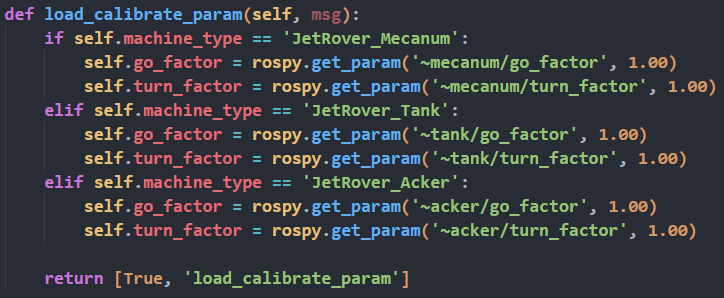 def load_calibrate_param(self, msg):
    if self.machine_type == 'JetRover_Mecanum':
        self.go_factor = rospy.get_param('~mecanum/go_factor', 1.00)
        self.turn_factor = rospy.get_param('~mecanum/turn_factor', 1.00)
    elif self.machine_type == 'JetRover_Tank':
        self.go_factor = rospy.get_param('~tank/go_factor', 1.00)
        self.turn_factor = rospy.get_param('~tank/turn_factor', 1.00)
    elif self.machine_type == 'JetRover_Acker':
        self.go_factor = rospy.get_param('~acker/go_factor', 1.00)
        self.turn_factor = rospy.get_param('~acker/turn_factor', 1.00)

    return [True, 'load_calibrate_param']